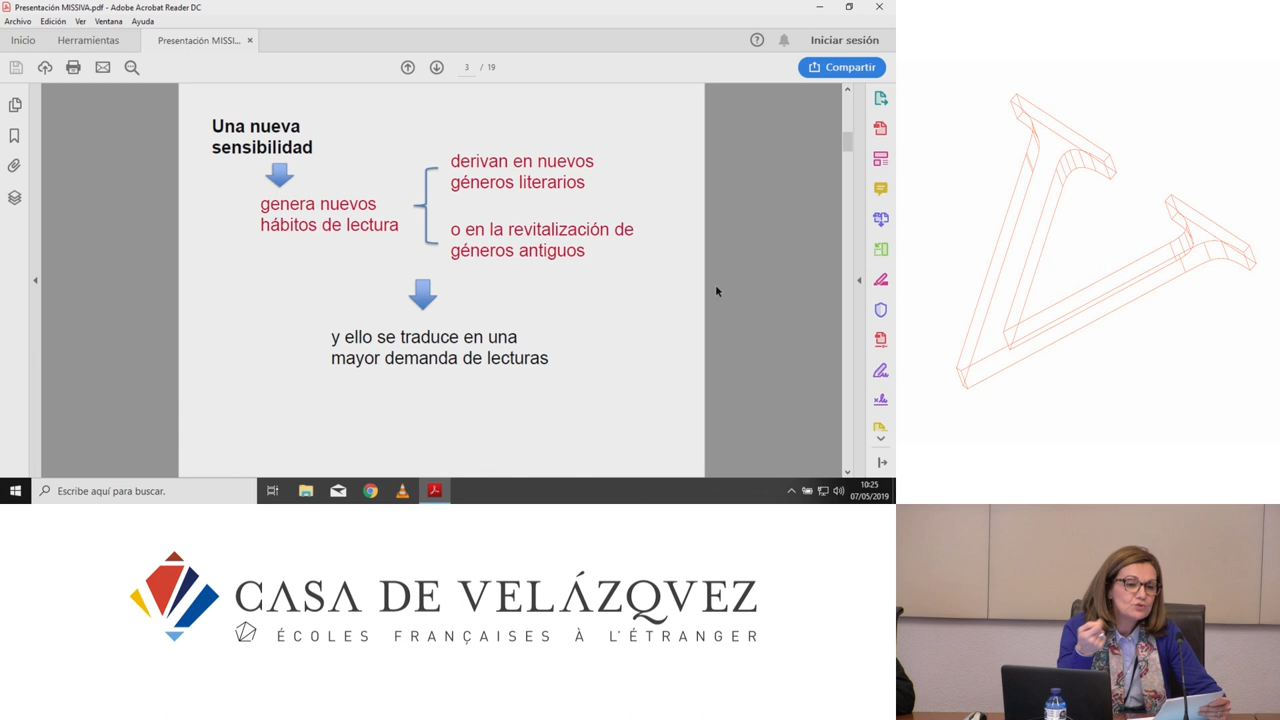 Presentación MISSIVA.pdf - Adobe Acrobat Reader DC
Archivo Edición Ver Ventana Ayuda
Inicio Herramientas Presentación MISSI... × Iniciar sesión
3 / 19 Compartir
Una nueva
sensibilidad
genera nuevos
hábitos de lectura
derivan en nuevos
géneros literarios
o en la revitalización de
géneros antiguos
y ello se traduce en una
mayor demanda de lecturas
Escribe aquí para buscar.
10:25
07/05/2019
CASA DE VELÁZQVEZ
ÉCOLES FRANÇAISES À L'ÉTRANGER